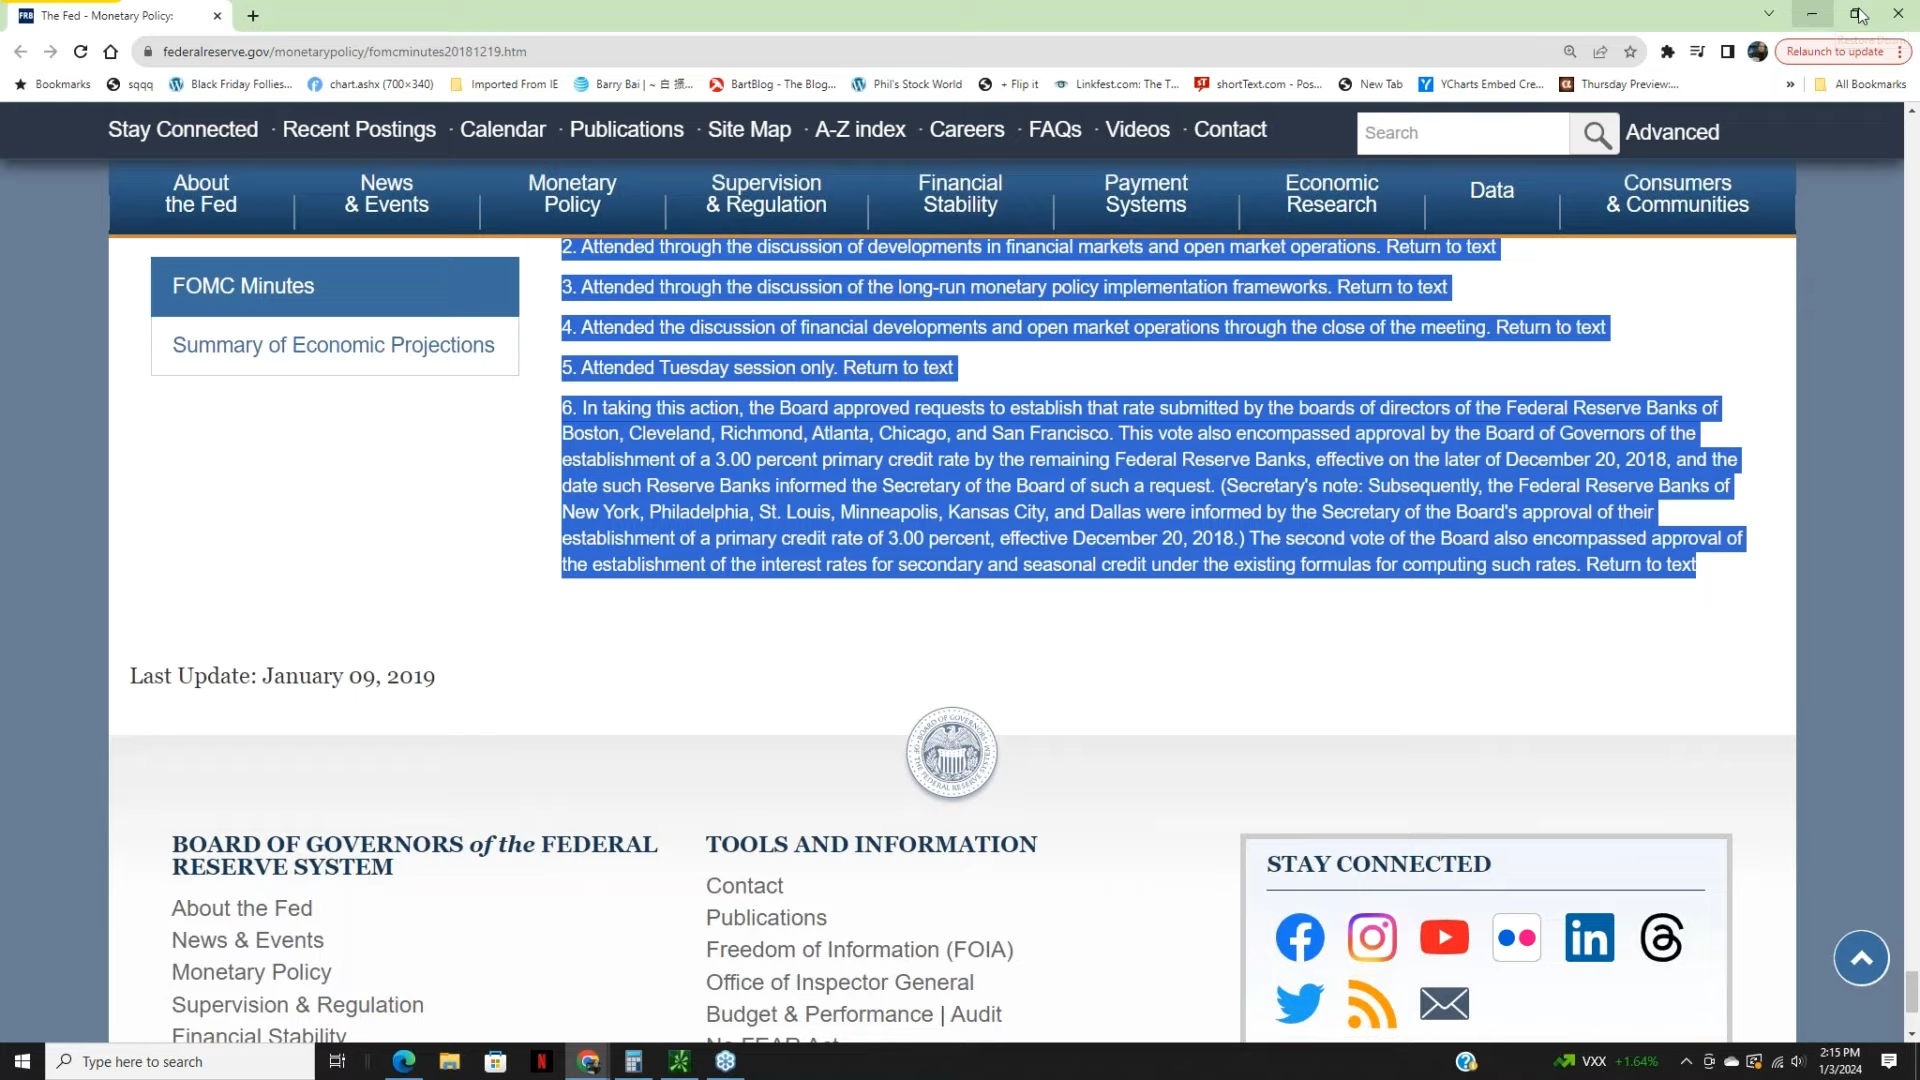 The Fed - Monetary Policy:
federalreserve.gov/monetarypolicy/fomcminutes20181219.htm
Relaunch to update
Bookmarks
sqqq
Black Friday Follies...
chart.ashx (700×340)
Imported From IE
Barry Bai | ~ 白 摄...
BartBlog - The Blog...
Phil's Stock World
+ Flip it
Linkfest.com: The T...
shortText.com - Pos...
New Tab
YCharts Embed Cre...
Thursday Preview:...
»
All Bookmarks
Stay Connected · Recent Postings · Calendar · Publications · Site Map · A-Z index · Careers · FAQs · Videos · Contact
Search
Advanced
About
the Fed
News
& Events
Monetary
Policy
Supervision
& Regulation
Financial
Stability
Payment
Systems
Economic
Research
Data
Consumers
& Communities
FOMC Minutes
Summary of Economic Projections
2. Attended through the discussion of developments in financial markets and open market operations. Return to text
3. Attended through the discussion of the long-run monetary policy implementation frameworks. Return to text
4. Attended the discussion of financial developments and open market operations through the close of the meeting. Return to text
5. Attended Tuesday session only. Return to text
6. In taking this action, the Board approved requests to establish that rate submitted by the boards of directors of the Federal Reserve Banks of
Boston, Cleveland, Richmond, Atlanta, Chicago, and San Francisco. This vote also encompassed approval by the Board of Governors of the
establishment of a 3.00 percent primary credit rate by the remaining Federal Reserve Banks, effective on the later of December 20, 2018, and the
date such Reserve Banks informed the Secretary of the Board of such a request. (Secretary's note: Subsequently, the Federal Reserve Banks of
New York, Philadelphia, St. Louis, Minneapolis, Kansas City, and Dallas were informed by the Secretary of the Board's approval of their
establishment of a primary credit rate of 3.00 percent, effective December 20, 2018.) The second vote of the Board also encompassed approval of
the establishment of the interest rates for secondary and seasonal credit under the existing formulas for computing such rates. Return to text
Last Update: January 09, 2019
BOARD OF GOVERNORS of the FEDERAL
RESERVE SYSTEM
About the Fed
News & Events
Monetary Policy
Supervision & Regulation
Financial Stability
TOOLS AND INFORMATION
Contact
Publications
Freedom of Information (FOIA)
Office of Inspector General
Budget & Performance | Audit
No FEAR Act
STAY CONNECTED
Type here to search
VXX +1.64%
2:15 PM
1/3/2024